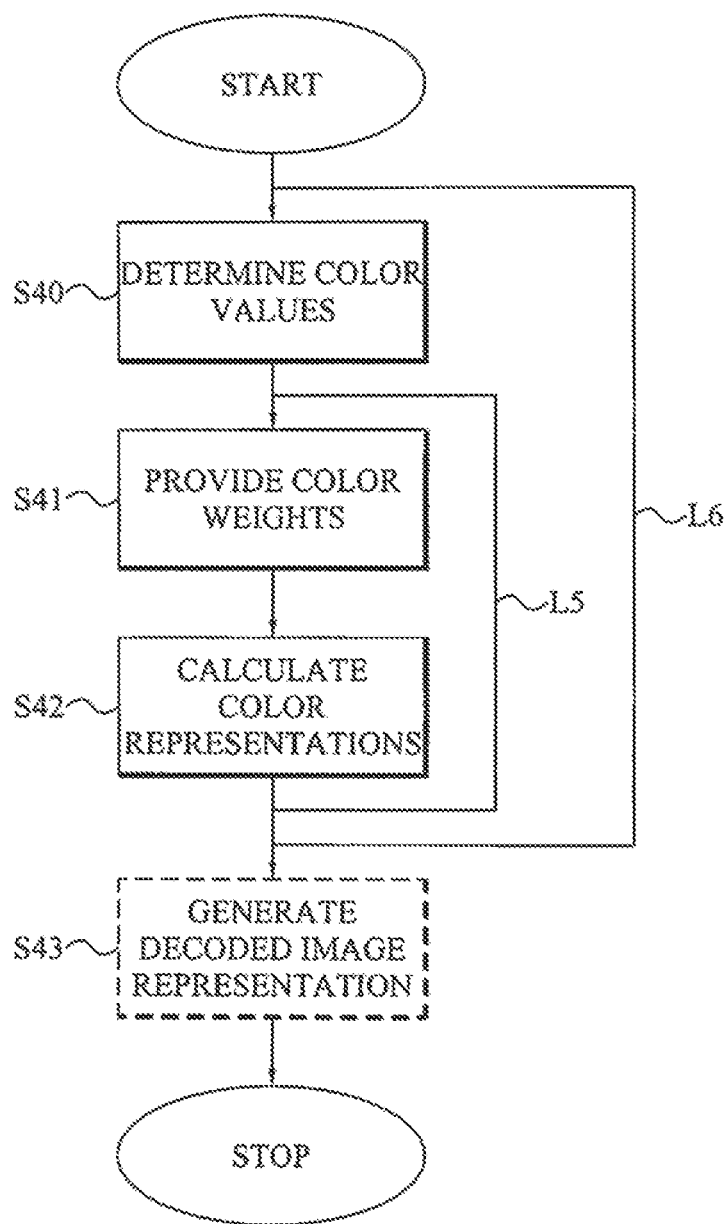 START
S40
DETERMINE COLOR
VALUES
S41
PROVIDE COLOR
WEIGHTS
L6
L5
S42
CALCULATE
COLOR
REPRESENTATIONS
S43
GENERATE
DECODED IMAGE
REPRESENTATION
STOP